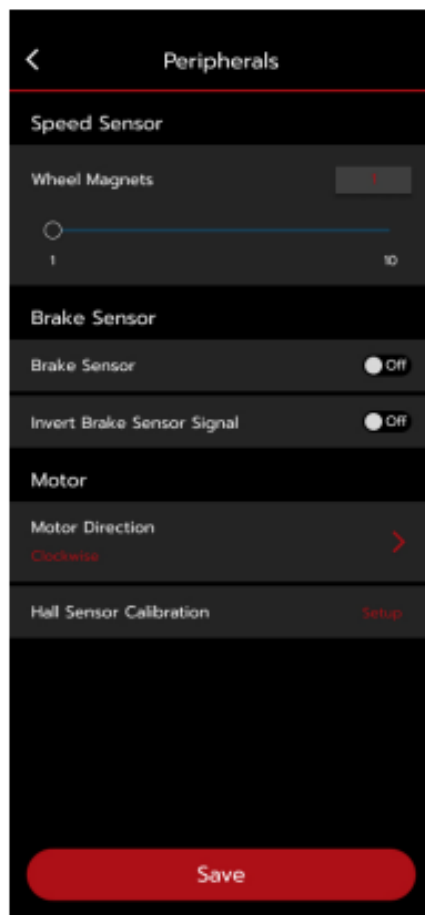 Peripherals
Speed Sensor
Wheel Magnets 1
1 10
Brake Sensor
Brake Sensor Off
Invert Brake Sensor Signal Off
Motor
Motor Direction
Clockwise
Hall Sensor Calibration Setup
Save